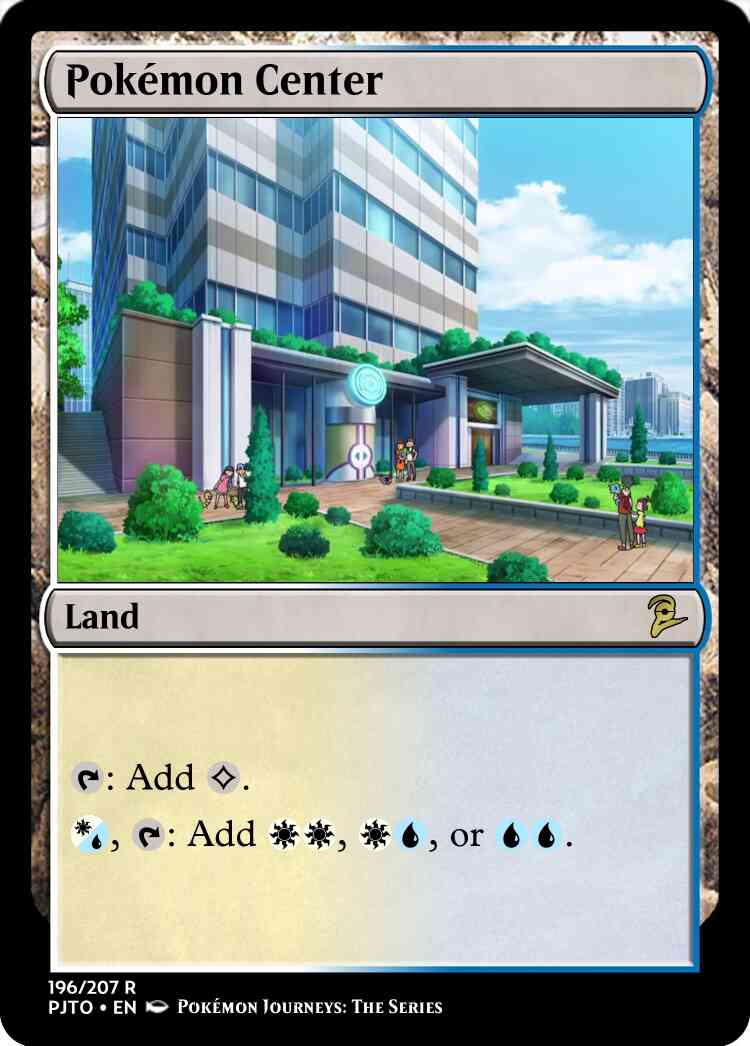 Pokémon Center
Land
: Add .
, : Add , , or .
196/207 R
PJTO • EN Pokémon Journeys: The Series